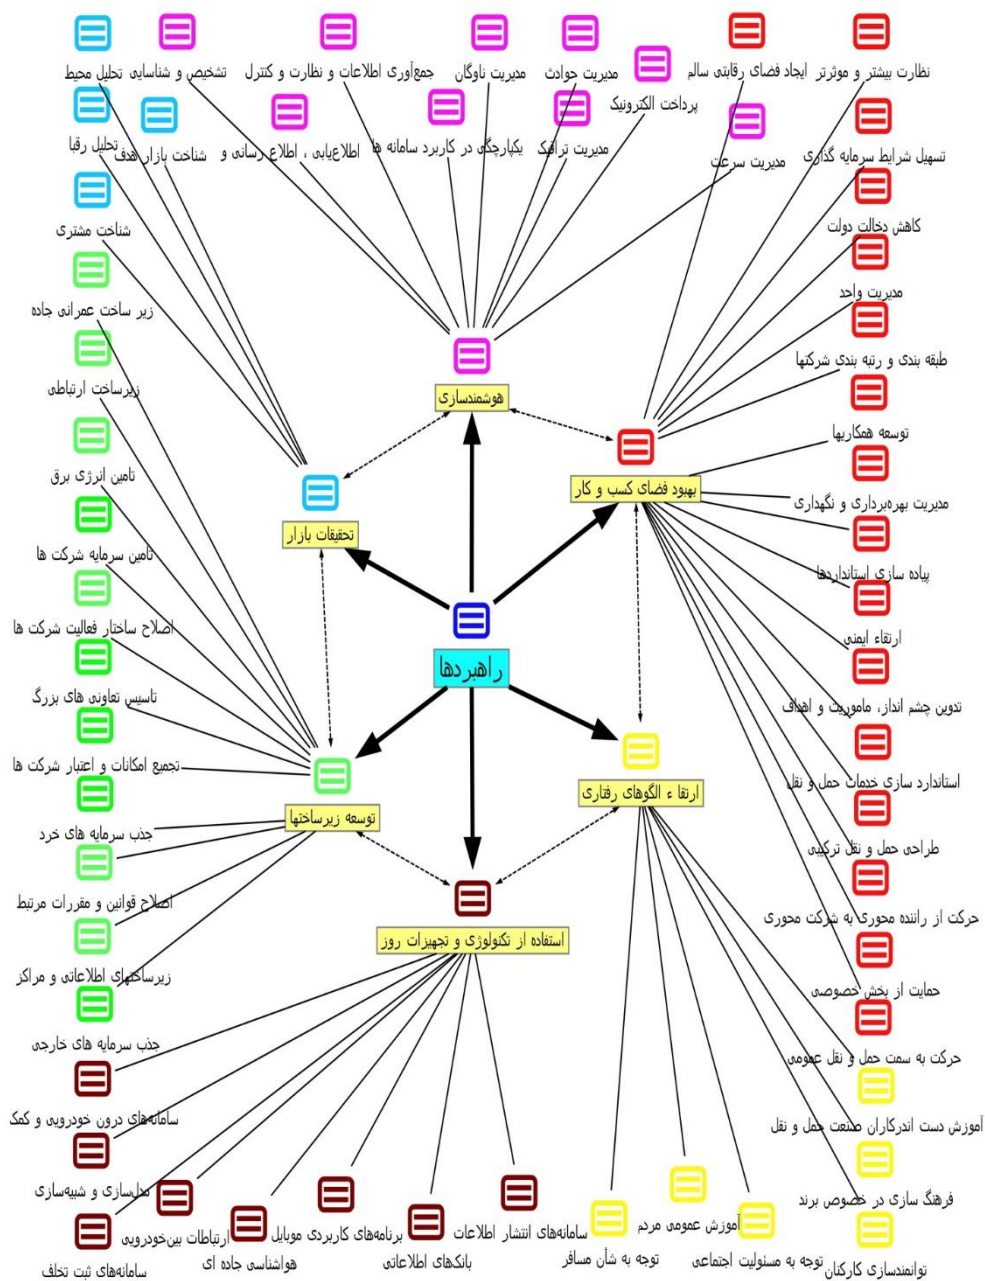 نظارت بیشتر و موثرتر
ایجاد فضای رقابتی سالم
پرداخت الکترونیک
مدیریت حوادث
مدیریت ناوگان
جمع‌آوری اطلاعات و نظارت و کنترل
تشخیص و شناسایی
تحلیل محیط
تسهیل شرایط سرمایه گذاری
مدیریت سرعت
مدیریت ترافیک
یکپارچگی در کاربرد سامانه ها
اطلاع‌یابی ، اطلاع رسانی و
شناخت بازار هدف
تحلیل رقبا
کاهش دخالت دولت
شناخت مشتری
مدیریت واحد
زیر ساخت عمرانی جاده
طبقه بندی و رتبه بندی شرکتها
زیرساخت ارتباطی
هوشمندسازی
توسعه همکاریها
تامین انرژی برق
بهبود فضای کسب و کار
مدیریت بهره‌برداری و نگهداری
تحقیقات بازار
تامین سرمایه شرکت ها
پیاده سازی استانداردها
اصلاح ساختار فعالیت شرکت ها
ارتقاء ایمنی
راهبردها
تاسیس تعاونی های بزرگ
تدوین چشم انداز، ماموریت و اهداف
تجمیع امکانات و اعتبار شرکت ها
استاندارد سازی خدمات حمل و نقل
ارتقا ء الگوهای رفتاری
توسعه زیرساختها
جذب سرمایه های خرد
طراحی حمل و نقل ترکیبی
اصلاح قوانین و مقررات مرتبط
حرکت از راننده محوری به شرکت محوری
استفاده از تکنولوژی و تجهیزات روز
زیرساختهای اطلاعاتی و مراکز
حمایت از بخش خصوصی
جذب سرمایه های خارجی
حرکت به سمت حمل و نقل عمومی
سامانه‌های درون خودرویی و کمک
آموزش دست اندرکاران صنعت حمل و نقل
مدل‌سازی و شبیه‌سازی
فرهنگ سازی در خصوص برند
آموزش عمومی مردم
سامانه‌های انتشار اطلاعات
برنامه‌های کاربردی موبایل
ارتباطات بین‌خودرویی
توانمندسازی کارکنان
توجه به مسئولیت اجتماعی
توجه به شأن مسافر
بانک‌های اطلاعاتی
هواشناسی جاده ای
سامانه‌های ثبت تخلف